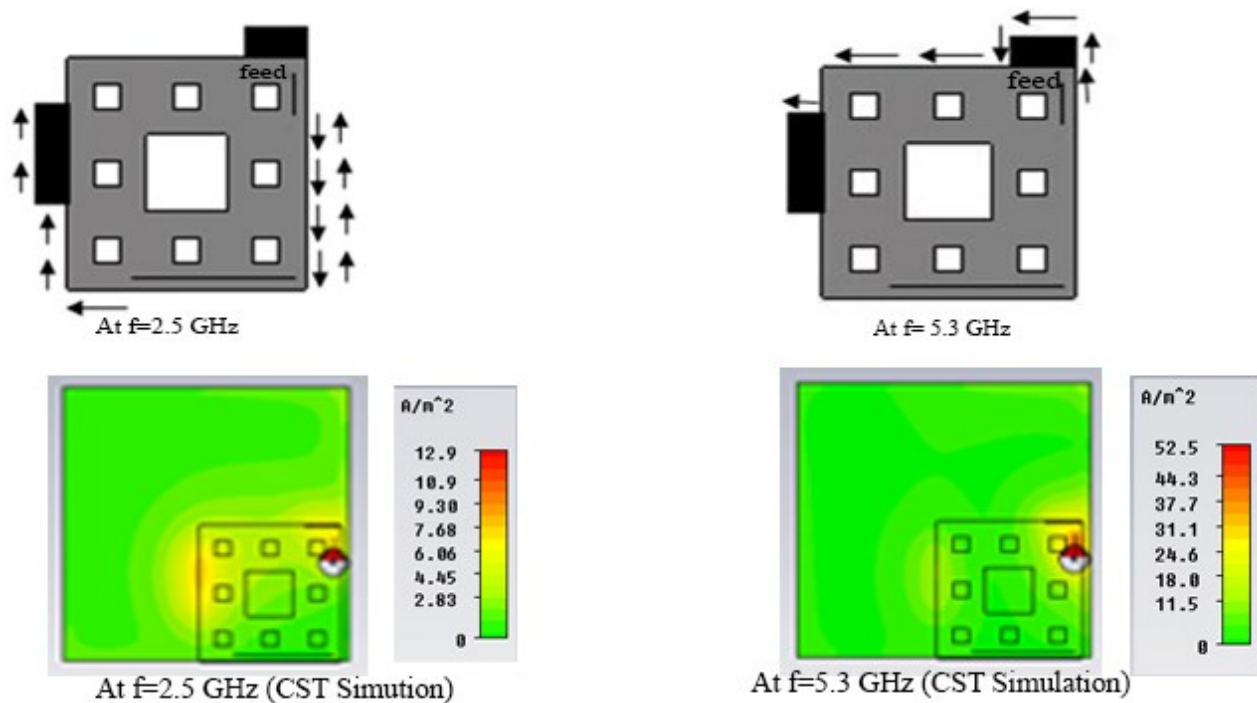 feed
feed
At f=2.5 GHz
At f= 5.3 GHz
A/m^2
12.9
10.9
9.30
7.68
6.06
4.45
2.83
0
A/m^2
52.5
44.3
37.7
31.1
24.6
18.0
11.5
0
At f=2.5 GHz (CST Simution)
At f=5.3 GHz (CST Simulation)